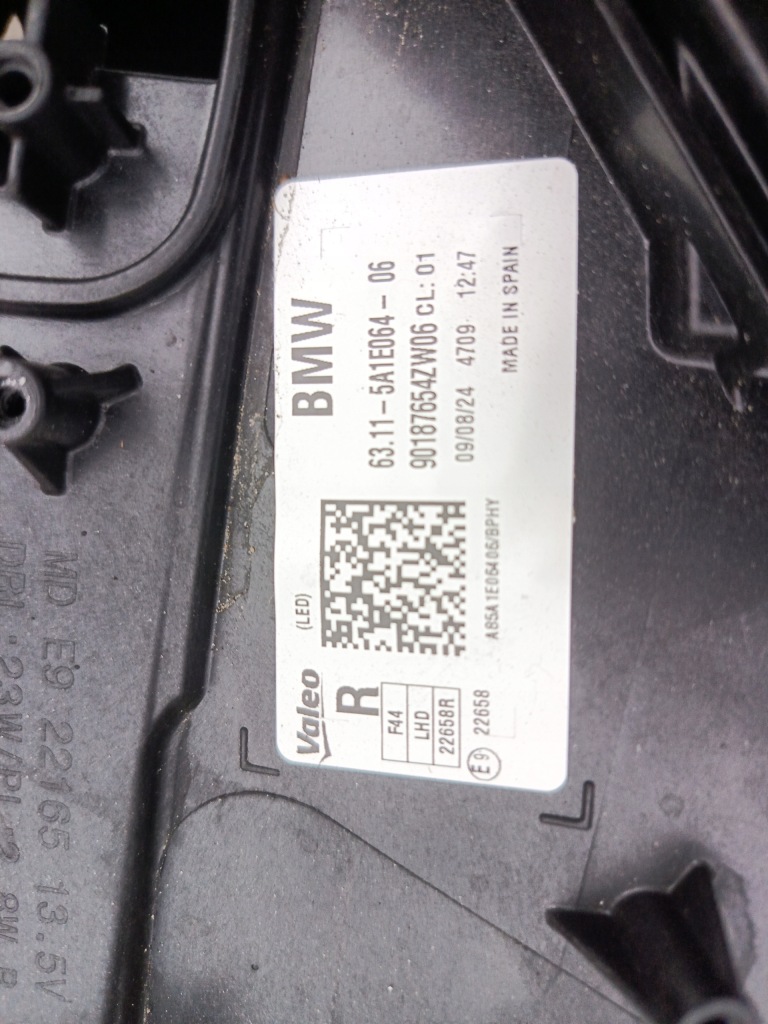 BMW
63.11 - 5A1E064 - 06
90187654ZW06 CL: 01
09/08/24 4709 12:47
MADE IN SPAIN
(LED)
A85A1E06406/BPHY
Valeo
R
F44
LHD
22658R
E9 22658
MD E9 22165 13.5V